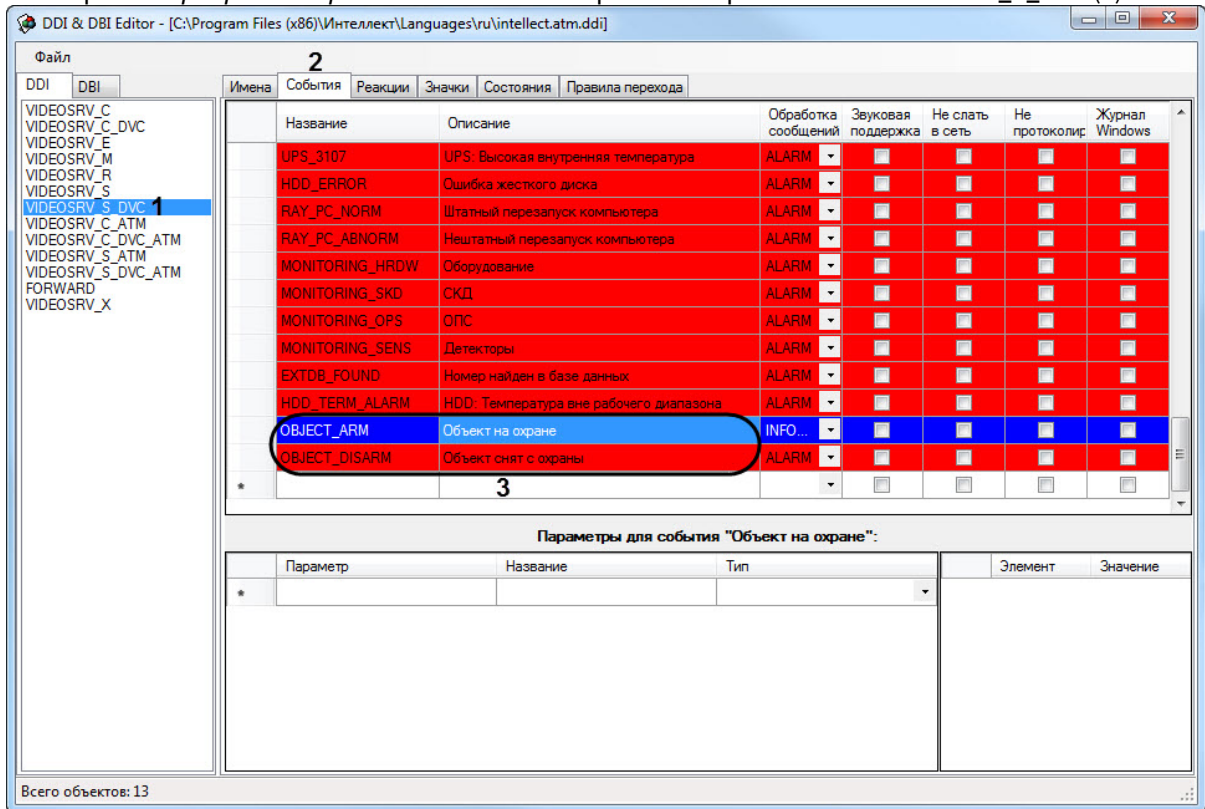 DDI & DBI Editor - [C:\Program Files (x86)\Интеллект\Languages\ru\intellect.atm.ddi]
Файл
2
DDI DBI
Имена События Реакции Значки Состояния Правила перехода
VIDEOSRV_C
VIDEOSRV_C_DVC
VIDEOSRV_E
VIDEOSRV_M
VIDEOSRV_R
VIDEOSRV_S
VIDEOSRV_S_DVC 1
VIDEOSRV_C_ATM
VIDEOSRV_C_DVC_ATM
VIDEOSRV_S_ATM
VIDEOSRV_S_DVC_ATM
FORWARD
VIDEOSRV_X
Название Описание Обработка сообщений Звуковая поддержка Не слать в сеть Не протоколир Журнал Windows
UPS_3107 UPS: Высокая внутренняя температура ALARM
HDD_ERROR Ошибка жесткого диска ALARM
RAY_PC_NORM Штатный перезапуск компьютера ALARM
RAY_PC_ABNORM Нештатный перезапуск компьютера ALARM
MONITORING_HRDW Оборудование ALARM
MONITORING_SKD СКД ALARM
MONITORING_OPS ОПС ALARM
MONITORING_SENS Детекторы ALARM
EXTDB_FOUND Номер найден в базе данных ALARM
HDD_TERM_ALARM HDD: Температура вне рабочего диапазона ALARM
OBJECT_ARM Объект на охране INFO...
OBJECT_DISARM Объект снят с охраны ALARM
* 3
Параметры для события "Объект на охране":
Параметр Название Тип Элемент Значение
*
Всего объектов: 13